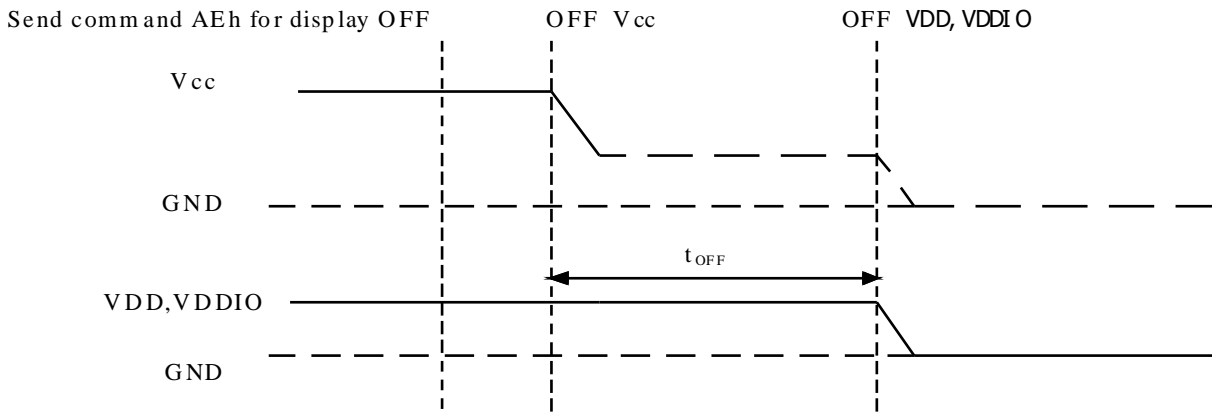 Send command AEh for display OFF
OFF Vcc
OFF VDD, VDDIO
Vcc
GND
tOFF
VDD,VDDIO
GND